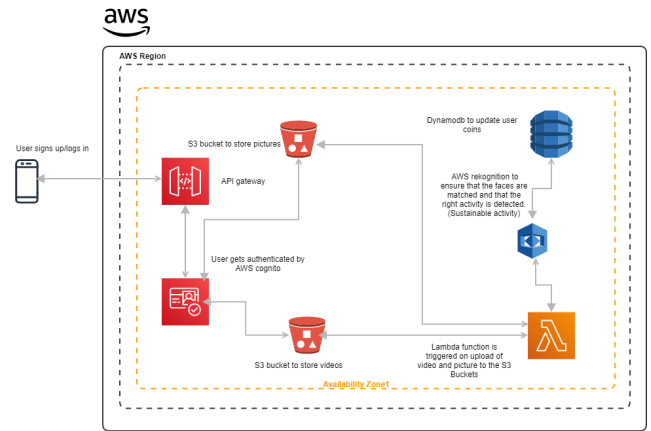 aws
AWS Region
User signs up/logs in
S3 bucket to store pictures
Dynamodb to update user
coins
API gateway
AWS rekognition to
ensure that the faces are
matched and that the
right activity is detected.
(Sustainable activity)
User gets authenticated by
AWS cognito
S3 bucket to store videos
Lambda function is
triggered on upload of
video and picture to the S3
Buckets
Availability Zone1